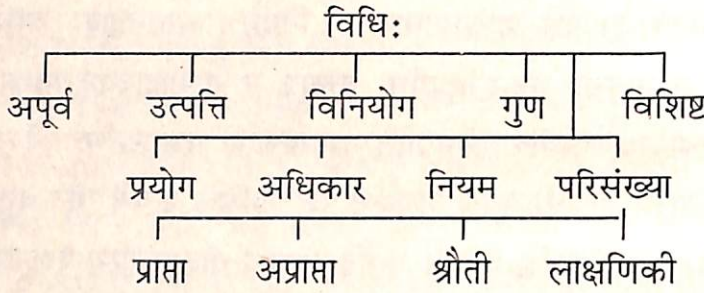 विधि:
अपूर्व उत्पत्ति विनियोग गुण विशिष्ट
प्रयोग अधिकार नियम परिसंख्या
प्राप्ता अप्राप्ता श्रौती लाक्षणिकी